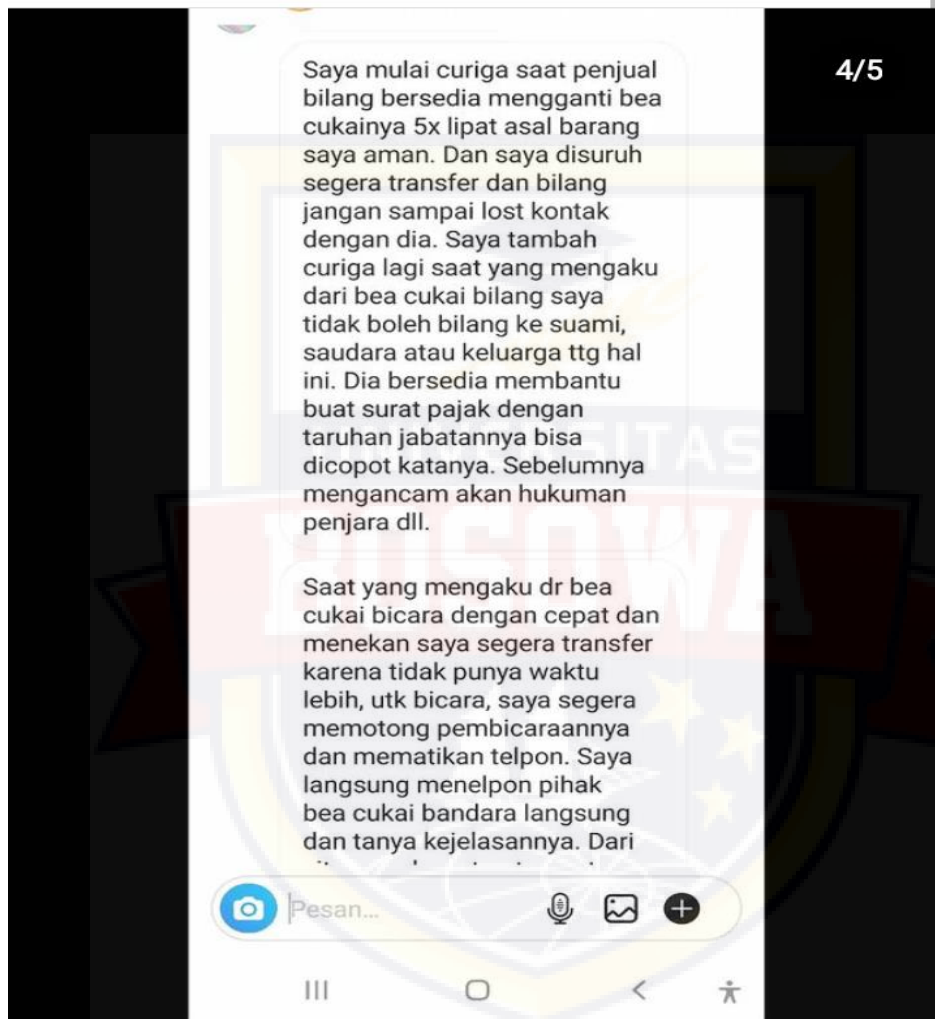 4/5
Saya mulai curiga saat penjual
bilang bersedia mengganti bea
cukainya 5x lipat asal barang
saya aman. Dan saya disuruh
segera transfer dan bilang
jangan sampai lost kontak
dengan dia. Saya tambah
curiga lagi saat yang mengaku
dari bea cukai bilang saya
tidak boleh bilang ke suami,
saudara atau keluarga ttg hal
ini. Dia bersedia membantu
buat surat pajak dengan
taruhan jabatannya bisa
dicopot katanya. Sebelumnya
mengancam akan hukuman
penjara dll.
Saat yang mengaku dr bea
cukai bicara dengan cepat dan
menekan saya segera transfer
karena tidak punya waktu
lebih, utk bicara, saya segera
memotong pembicaraannya
dan mematikan telpon. Saya
langsung menelpon pihak
bea cukai bandara langsung
dan tanya kejelasannya. Dari
Pesan...
UNIVERSITAS
BOSOWA